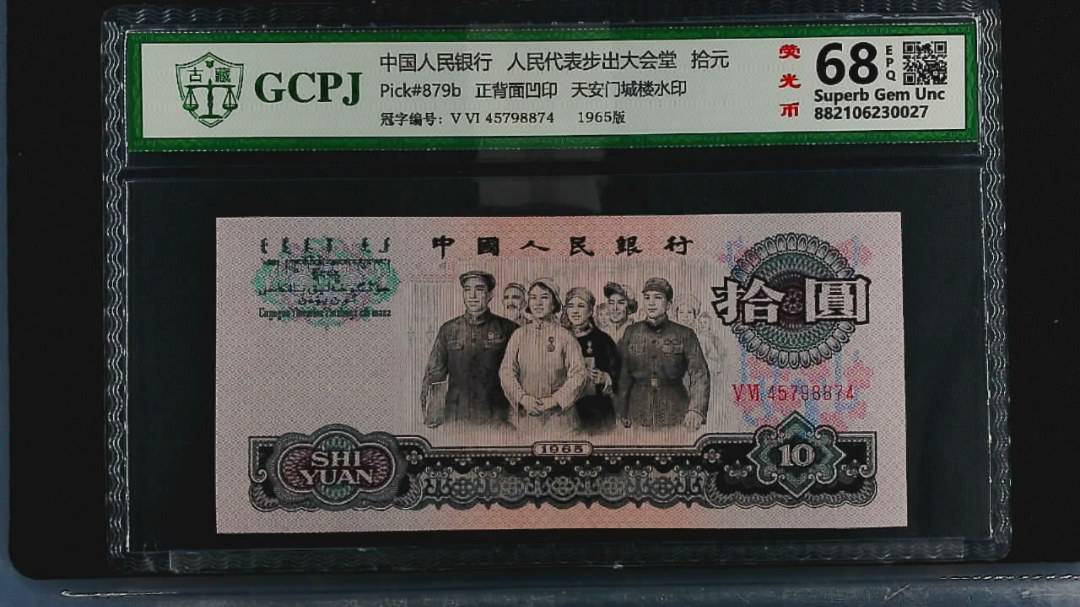 古藏
GCPJ
中国人民银行 人民代表步出大会堂 拾元
Pick#879b 正背面凹印 天安门城楼水印
冠字编号: V VI 45798874 1965版
荧光币
68
EPQ
Superb Gem Unc
882106230027
中國人民銀行
拾圓
V VI 45798874
1965
SHI
YUAN
10